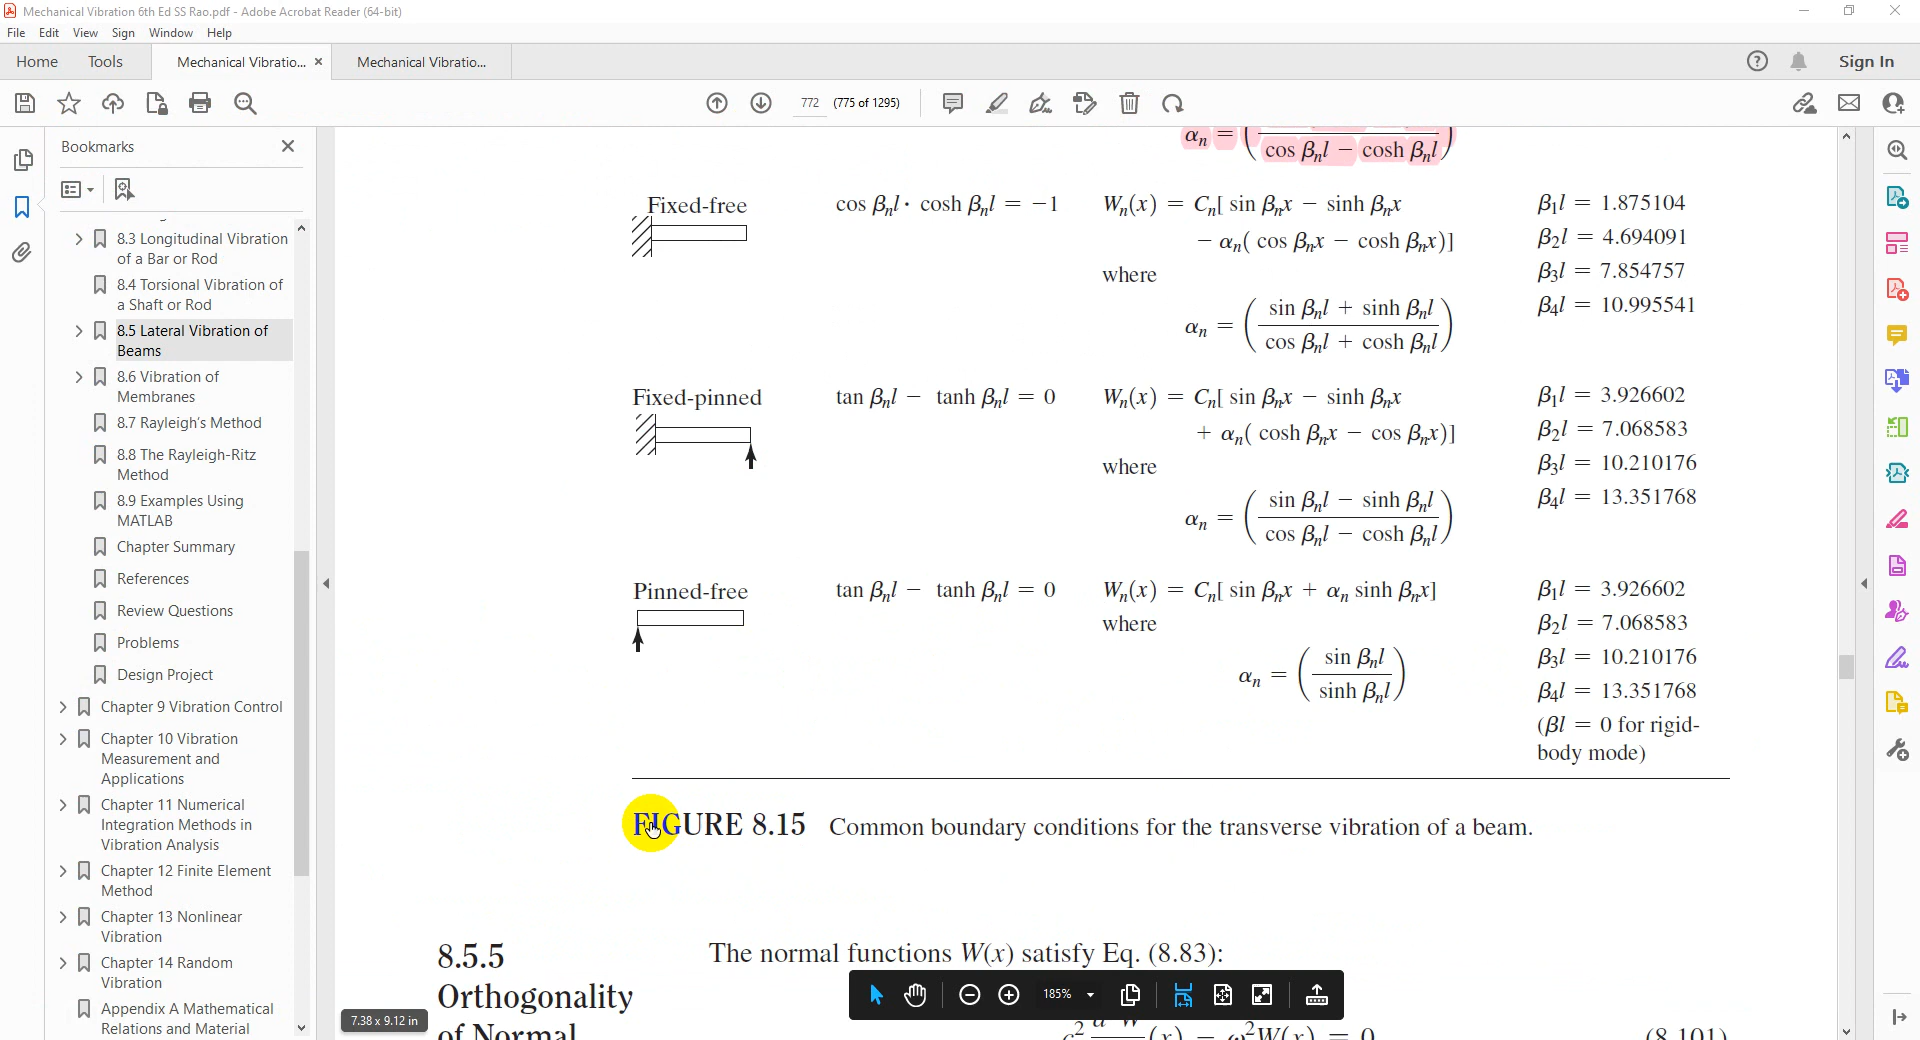 Mechanical Vibration 6th Ed SS Rao.pdf - Adobe Acrobat Reader (64-bit)
File Edit View Sign Window Help
Home Tools Mechanical Vibratio... × Mechanical Vibratio... Sign In
772 (775 of 1295)
Bookmarks
8.3 Longitudinal Vibration
of a Bar or Rod
8.4 Torsional Vibration of
a Shaft or Rod
8.5 Lateral Vibration of
Beams
8.6 Vibration of
Membranes
8.7 Rayleigh's Method
8.8 The Rayleigh-Ritz
Method
8.9 Examples Using
MATLAB
Chapter Summary
References
Review Questions
Problems
Design Project
Chapter 9 Vibration Control
Chapter 10 Vibration
Measurement and
Applications
Chapter 11 Numerical
Integration Methods in
Vibration Analysis
Chapter 12 Finite Element
Method
Chapter 13 Nonlinear
Vibration
Chapter 14 Random
Vibration
Appendix A Mathematical
Relations and Material
αₙ =
cos βₙl − cosh βₙl
Fixed-free
cos βₙl · cosh βₙl = −1
Wₙ(x) = Cₙ[ sin βₙx − sinh βₙx
− αₙ( cos βₙx − cosh βₙx)]
where
αₙ = ( sin βₙl + sinh βₙl
cos βₙl + cosh βₙl )
β₁l = 1.875104
β₂l = 4.694091
β₃l = 7.854757
β₄l = 10.995541
Fixed-pinned
tan βₙl − tanh βₙl = 0
Wₙ(x) = Cₙ[ sin βₙx − sinh βₙx
+ αₙ( cosh βₙx − cos βₙx)]
where
αₙ = ( sin βₙl − sinh βₙl
cos βₙl − cosh βₙl )
β₁l = 3.926602
β₂l = 7.068583
β₃l = 10.210176
β₄l = 13.351768
Pinned-free
tan βₙl − tanh βₙl = 0
Wₙ(x) = Cₙ[ sin βₙx + αₙ sinh βₙx]
where
αₙ = ( sin βₙl
sinh βₙl )
β₁l = 3.926602
β₂l = 7.068583
β₃l = 10.210176
β₄l = 13.351768
(βl = 0 for rigid-
body mode)
FIGURE 8.15 Common boundary conditions for the transverse vibration of a beam.
8.5.5
Orthogonality
of Normal
The normal functions W(x) satisfy Eq. (8.83):
(x) − ω²W(x) = 0
(8.101)
185%
7.38 x 9.12 in